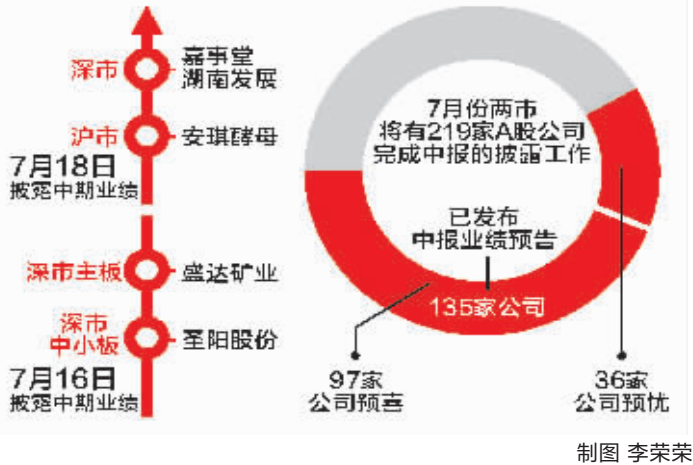 深市
嘉事堂
湖南发展
沪市
安琪酵母
7月18日
披露中期业绩
深市主板
盛达矿业
深市
中小板
圣阳股份
7月16日
披露中期业绩
7月份两市
将有219家A股公司
完成中报的披露工作
已发布
中报业绩预告
135家公司
97家
公司预喜
36家
公司预忧
制图 李荣荣